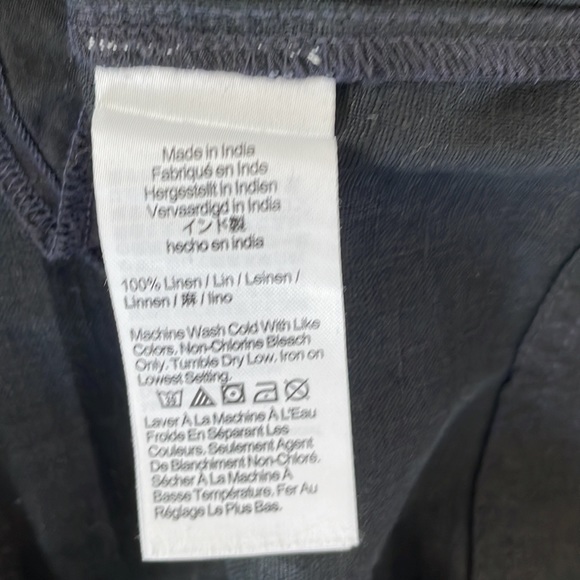 Made in India
Fabriqué en Inde
Hergestellt in Indien
Vervaardigd in India
インド製
hecho en india
100% Linen / Lin / Leinen /
Linnen / 麻 / lino
Machine Wash Cold With Like
Colors. Non-Chlorine Bleach
Only. Tumble Dry Low. Iron on
Lowest Setting.
Laver À La Machine À L'Eau
Froide En Séparant Les
Couleurs. Seulement Agent
De Blanchiment Non-Chloré.
Sécher À La Machine À
Basse Température. Fer Au
Réglage Le Plus Bas.